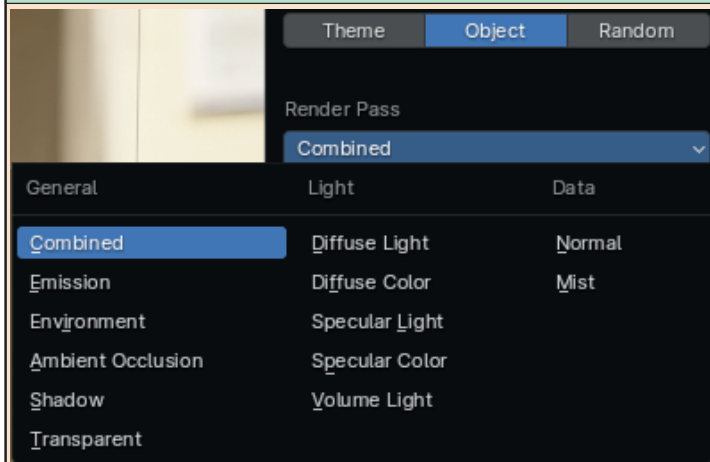 Theme Object Random
Render Pass
Combined
General Light Data
Combined Diffuse Light Normal
Emission Diffuse Color Mist
Environment Specular Light
Ambient Occlusion Specular Color
Shadow Volume Light
Transparent